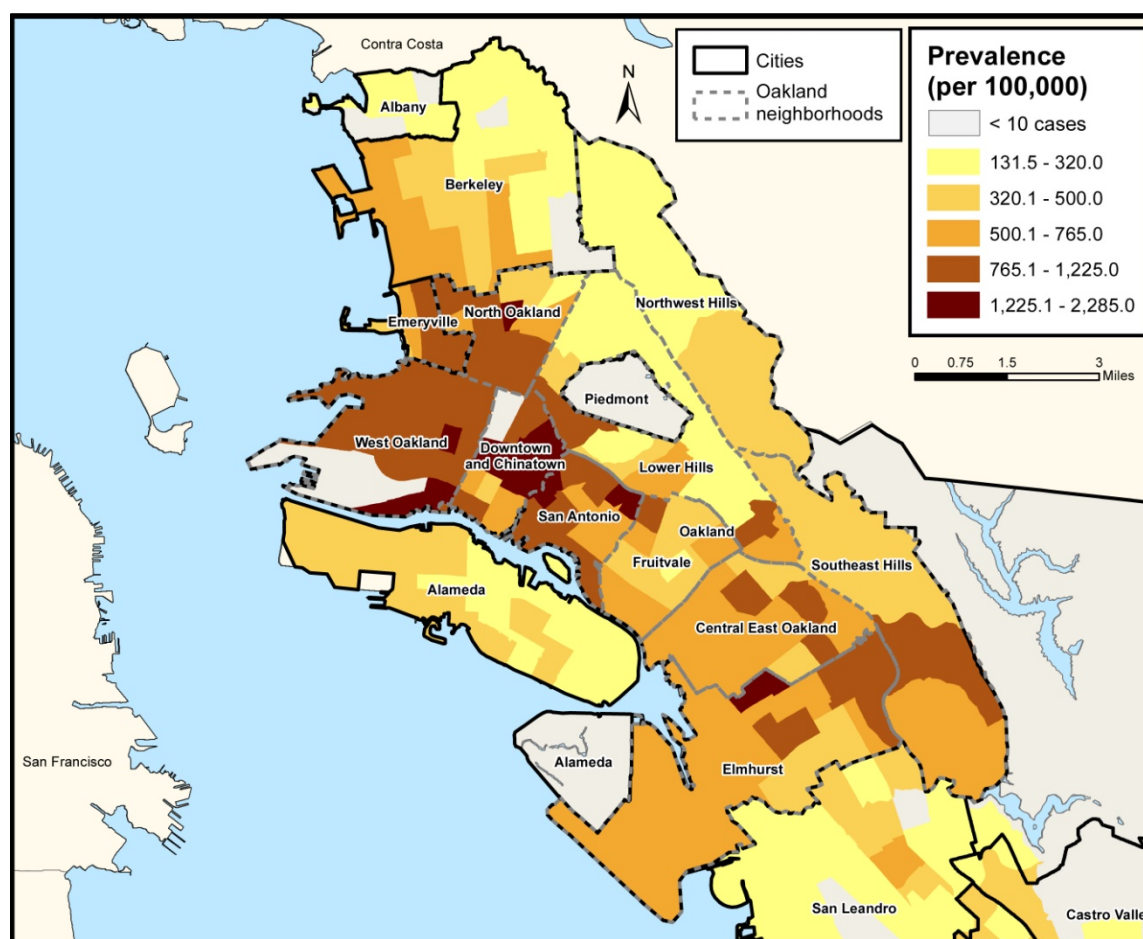 Contra Costa
Albany
Berkeley
N
Cities
Oakland
neighborhoods
Prevalence
(per 100,000)
< 10 cases
131.5 - 320.0
320.1 - 500.0
500.1 - 765.0
765.1 - 1,225.0
1,225.1 - 2,285.0
0 0.75 1.5 3
Miles
Northwest Hills
North Oakland
Emeryville
Piedmont
West Oakland
Downtown
and Chinatown
Lower Hills
San Antonio
Oakland
Fruitvale
Southeast Hills
Alameda
Central East Oakland
San Francisco
Alameda
Elmhurst
San Leandro
Castro Valle